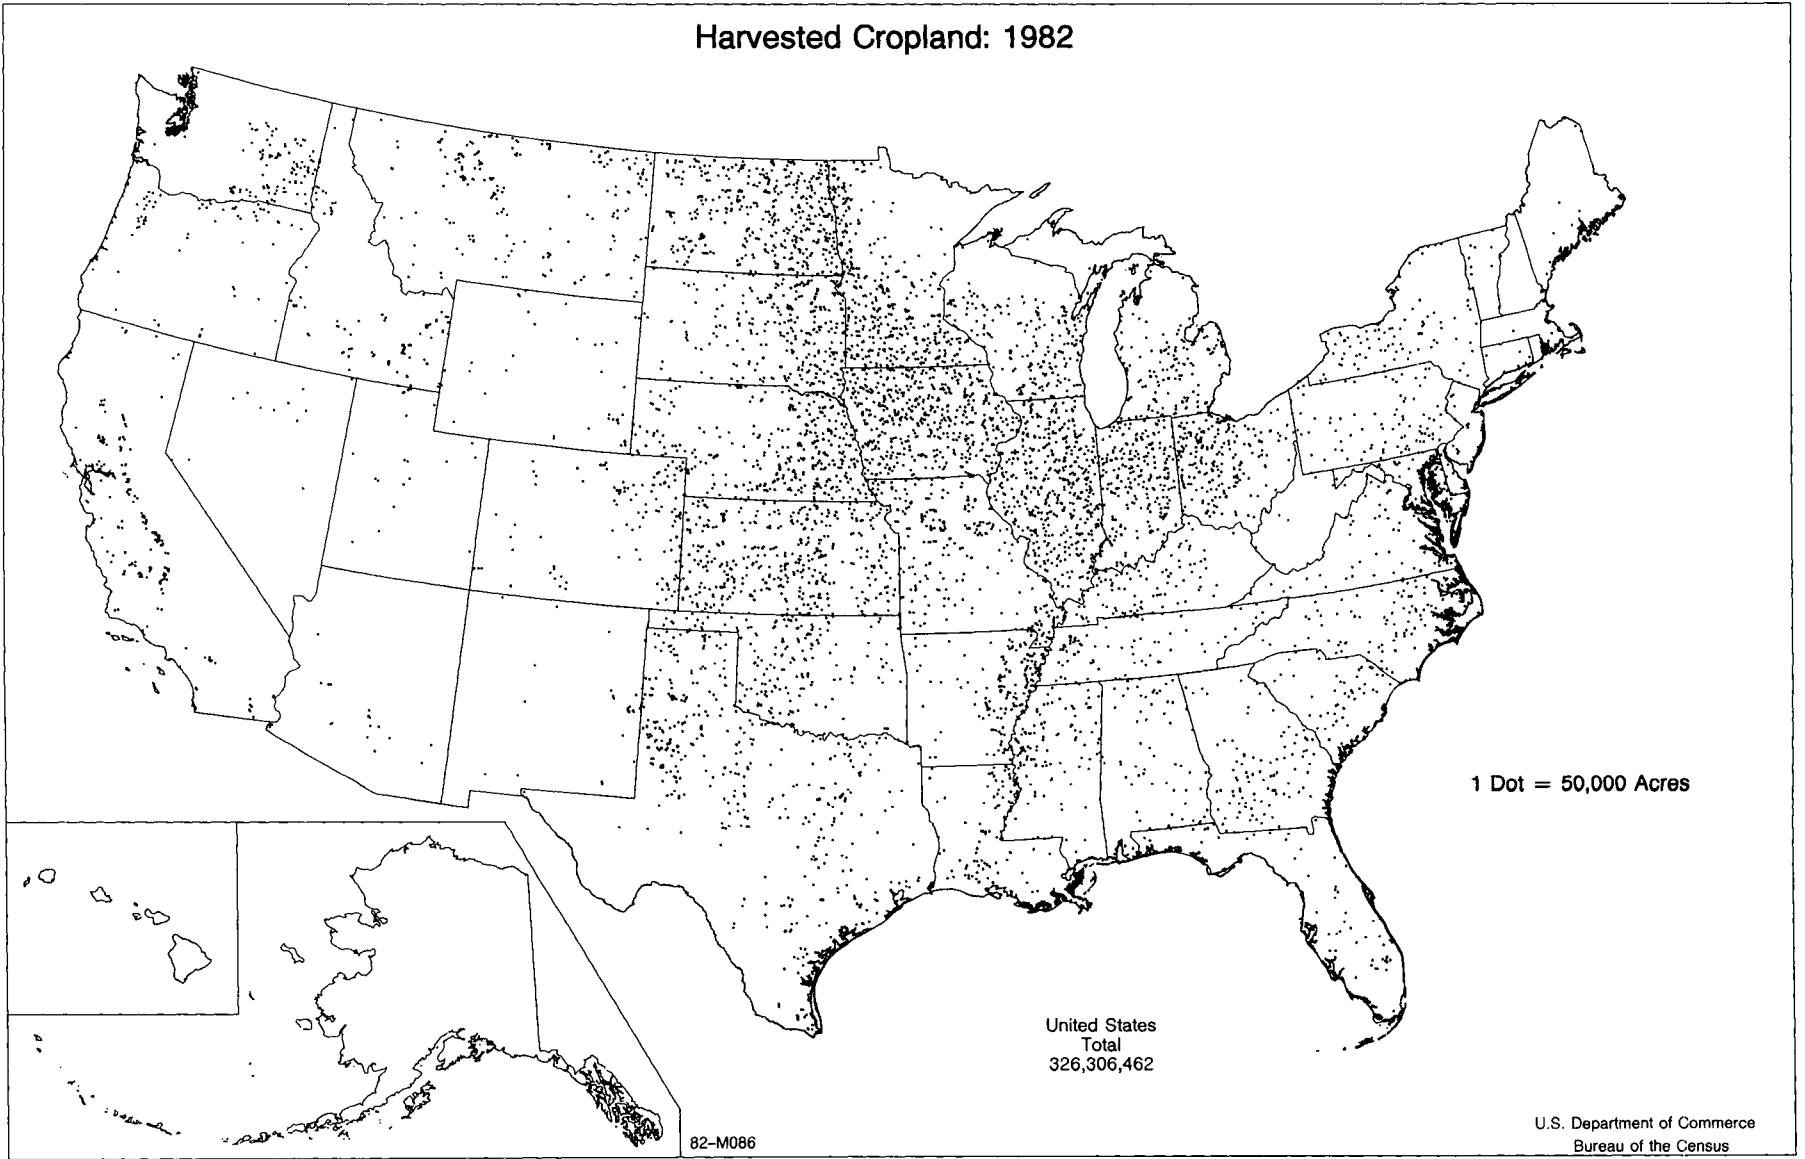 Harvested Cropland: 1982
1 Dot = 50,000 Acres
United States
Total
326,306,462
82-M086
U.S. Department of Commerce
Bureau of the Census